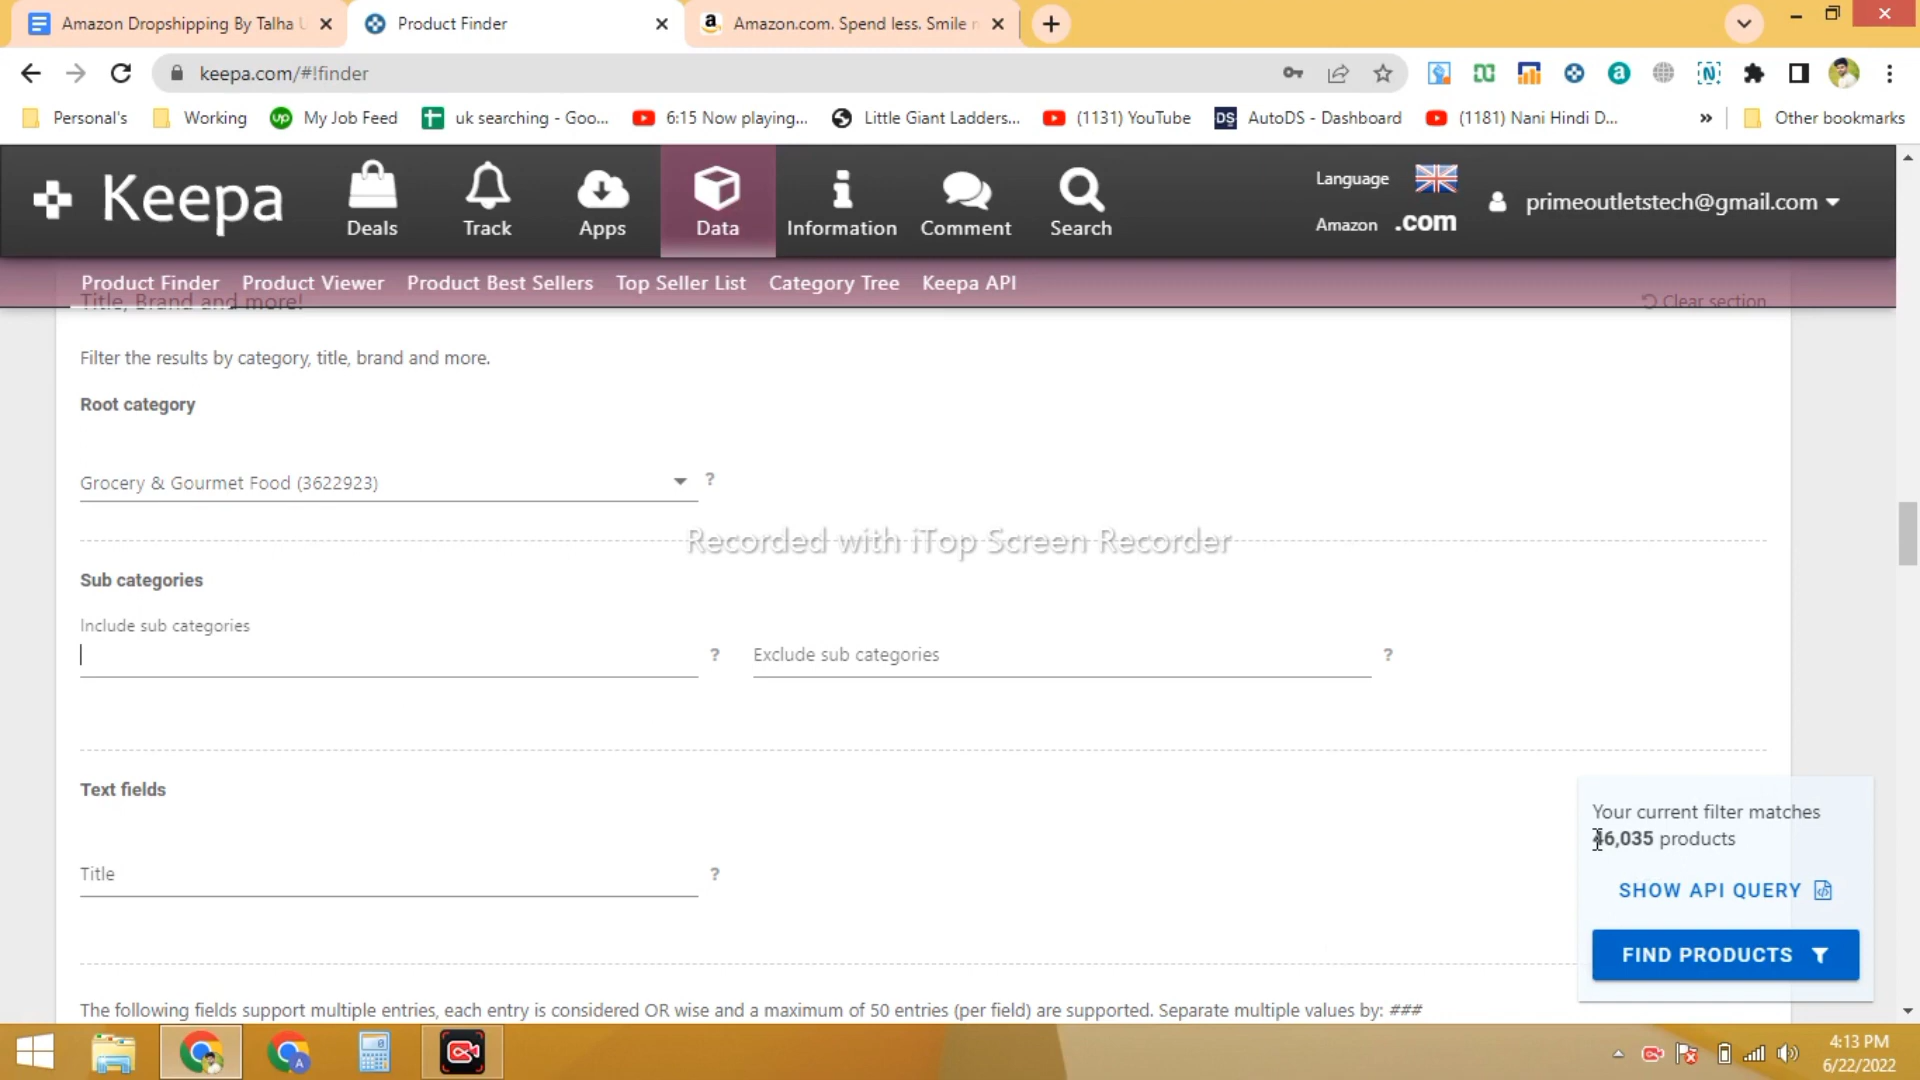 Amazon Dropshipping By Talha U
Product Finder
Amazon.com. Spend less. Smile
keepa.com/#!finder
Personal's
Working
My Job Feed
uk searching - Goo...
6:15 Now playing...
Little Giant Ladders...
(1131) YouTube
AutoDS - Dashboard
(1181) Nani Hindi D...
»
Other bookmarks
Keepa
Deals
Track
Apps
Data
Information
Comment
Search
Language
Amazon .com
primeoutletstech@gmail.com
Product Finder
Product Viewer
Product Best Sellers
Top Seller List
Category Tree
Keepa API
Title, Brand and more!
Clear section
Filter the results by category, title, brand and more.
Root category
Grocery & Gourmet Food (3622923)
?
Recorded with iTop Screen Recorder
Sub categories
Include sub categories
?
Exclude sub categories
?
Text fields
Title
?
Your current filter matches
46,035 products
SHOW API QUERY
FIND PRODUCTS
The following fields support multiple entries, each entry is considered OR wise and a maximum of 50 entries (per field) are supported. Separate multiple values by: ###
4:13 PM
6/22/2022